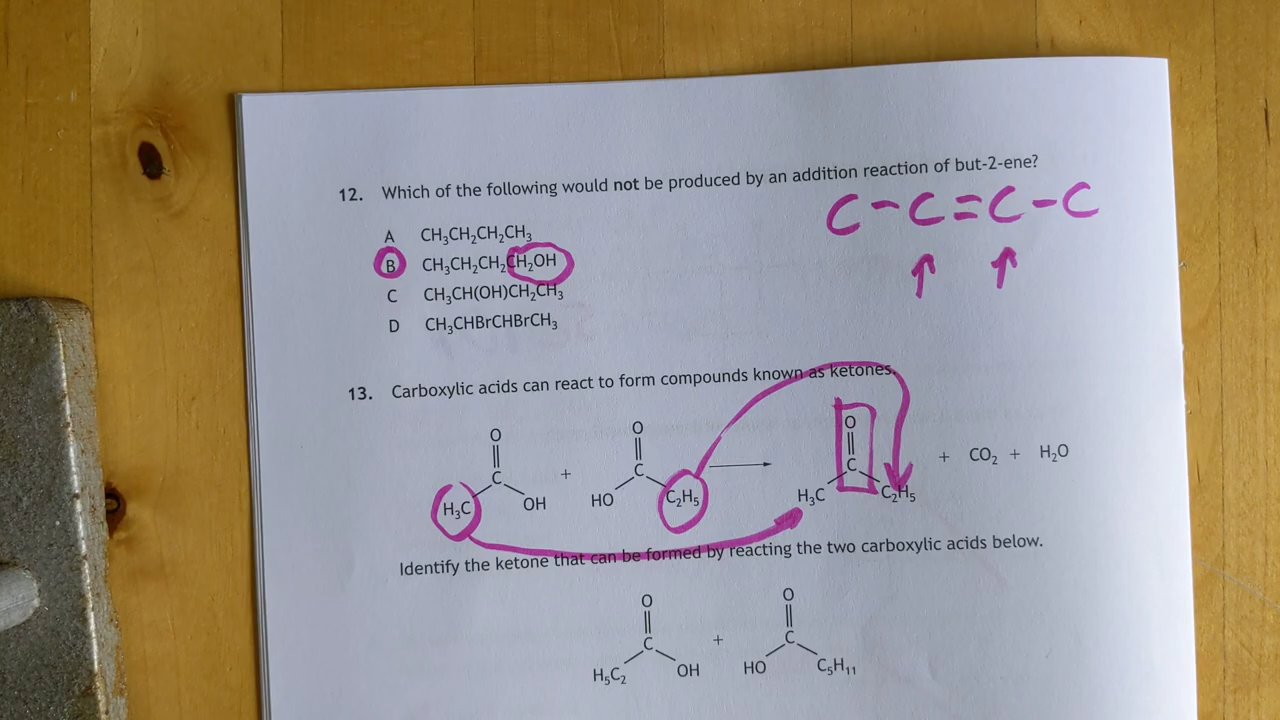 12. Which of the following would not be produced by an addition reaction of but-2-ene?
C-C=C-C
A CH₃CH₂CH₂CH₃
B CH₃CH₂CH₂CH₂OH
C CH₃CH(OH)CH₂CH₃
D CH₃CHBrCHBrCH₃
13. Carboxylic acids can react to form compounds known as ketones.
O O O
C + C C + CO₂ + H₂O
H₃C OH HO C₂H₅ H₃C C₂H₅
Identify the ketone that can be formed by reacting the two carboxylic acids below.
O O
C + C
H₅C₂ OH HO C₅H₁₁